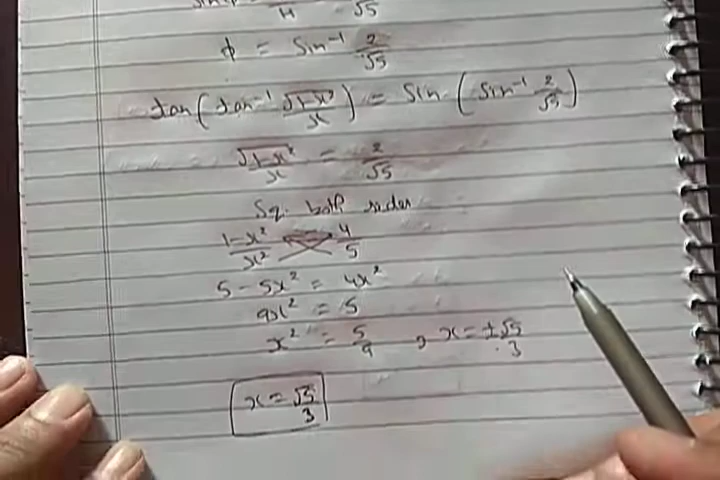 H √5
ϕ = Sin⁻¹ 2/√5
tan(tan⁻¹ √1-x²/x) = Sin (Sin⁻¹ 2/√5)
√1-x²/x = 2/√5
Sq. both sides
1-x²/x² 4/5
5 - 5x² = 4x²
9x² = 5
x² = 5/9 , x = ±√5/3
x = √5/3